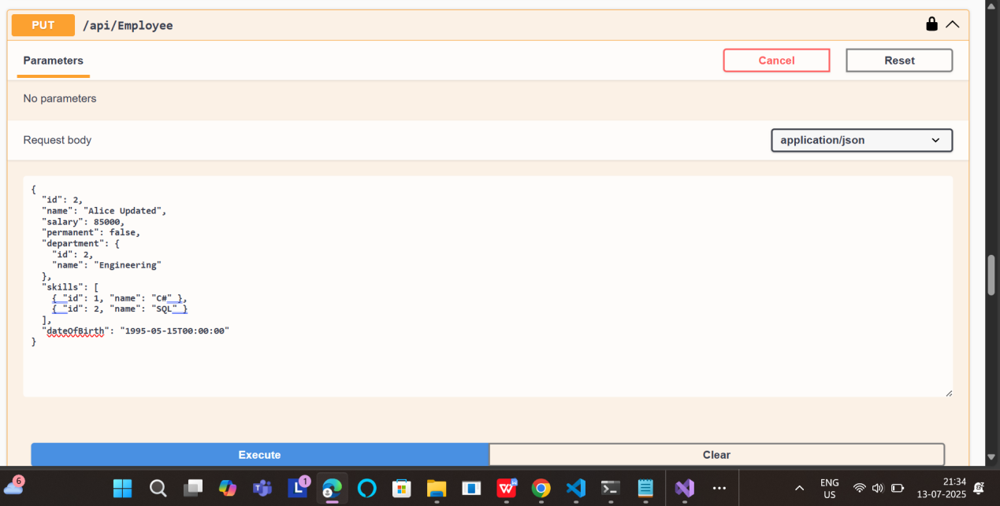 PUT /api/Employee
Parameters Cancel Reset
No parameters
Request body application/json
{
  "id": 2,
  "name": "Alice Updated",
  "salary": 85000,
  "permanent": false,
  "department": {
    "id": 2,
    "name": "Engineering"
  },
  "skills": [
    { "id": 1, "name": "C#" },
    { "id": 2, "name": "SQL" }
  ],
  "dateOfBirth": "1995-05-15T00:00:00"
}
Execute Clear
6 1 ENG 21:34
US 13-07-2025